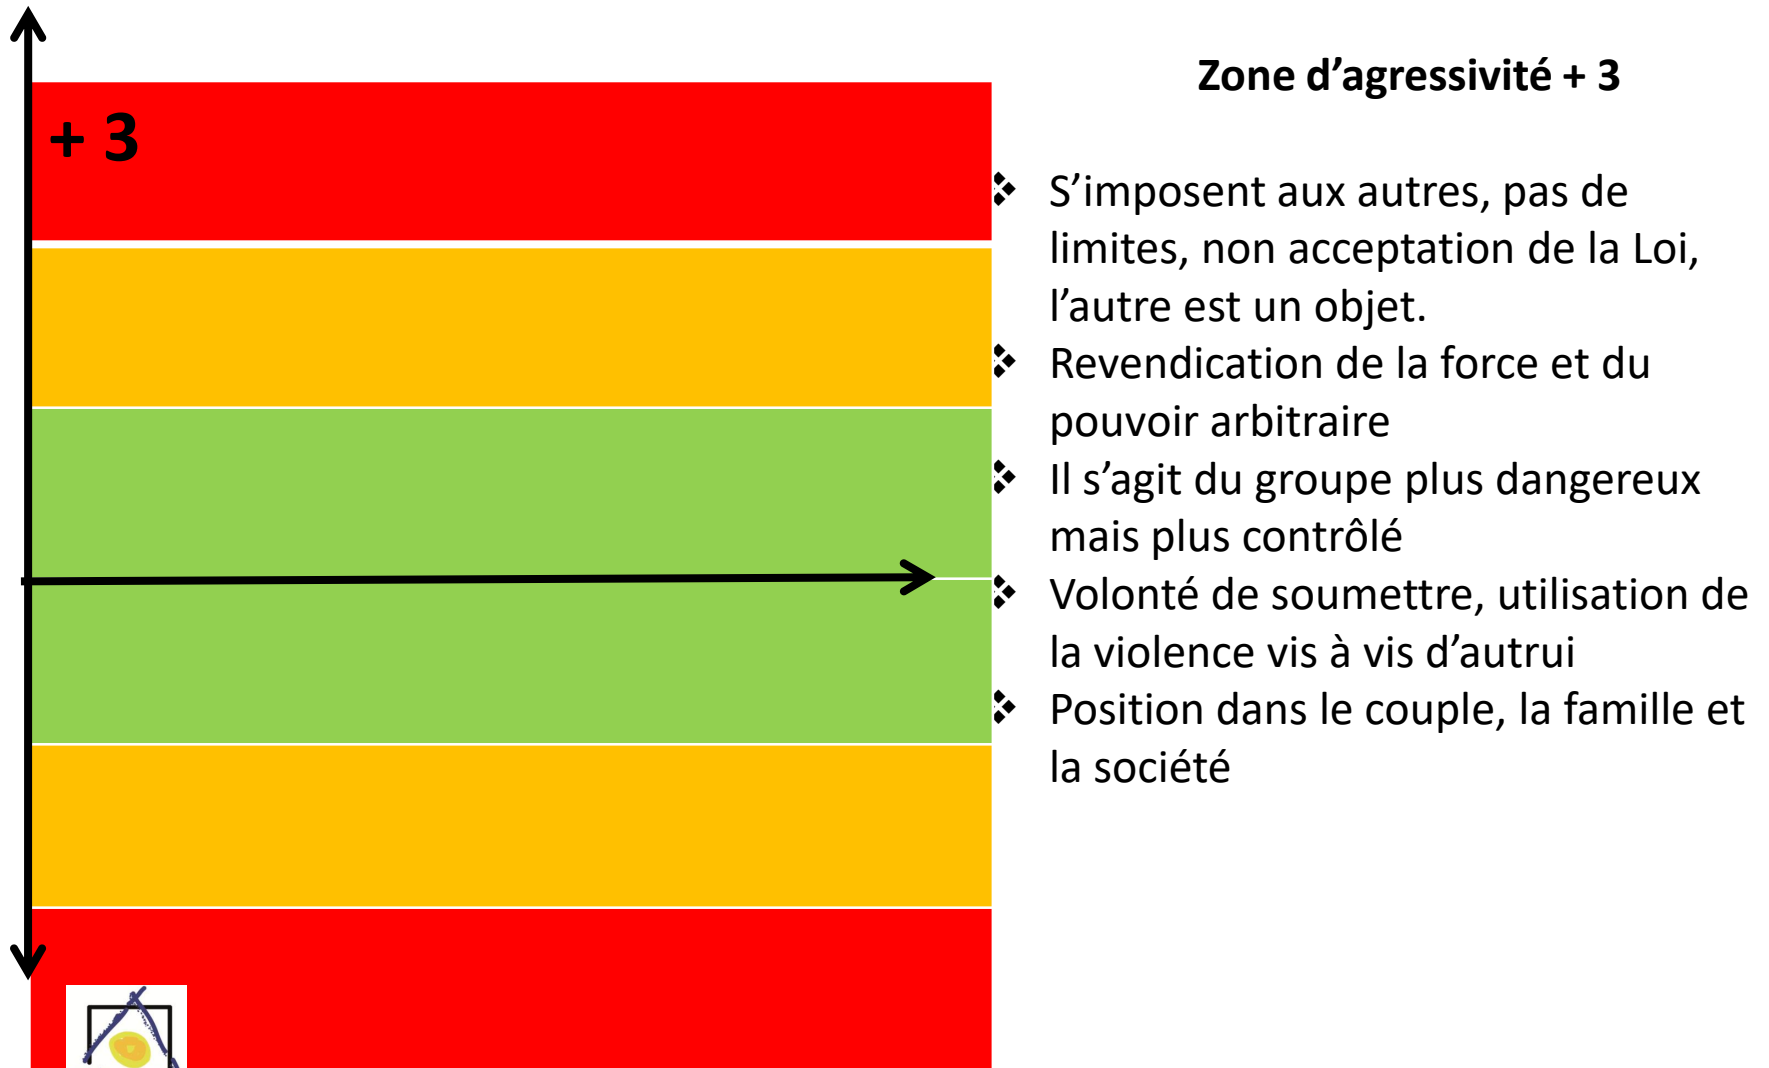 + 3
Zone d’agressivité + 3
❖ S’imposent aux autres, pas de
limites, non acceptation de la Loi,
l’autre est un objet.
❖ Revendication de la force et du
pouvoir arbitraire
❖ Il s’agit du groupe plus dangereux
mais plus contrôlé
❖ Volonté de soumettre, utilisation de
la violence vis à vis d’autrui
❖ Position dans le couple, la famille et
la société